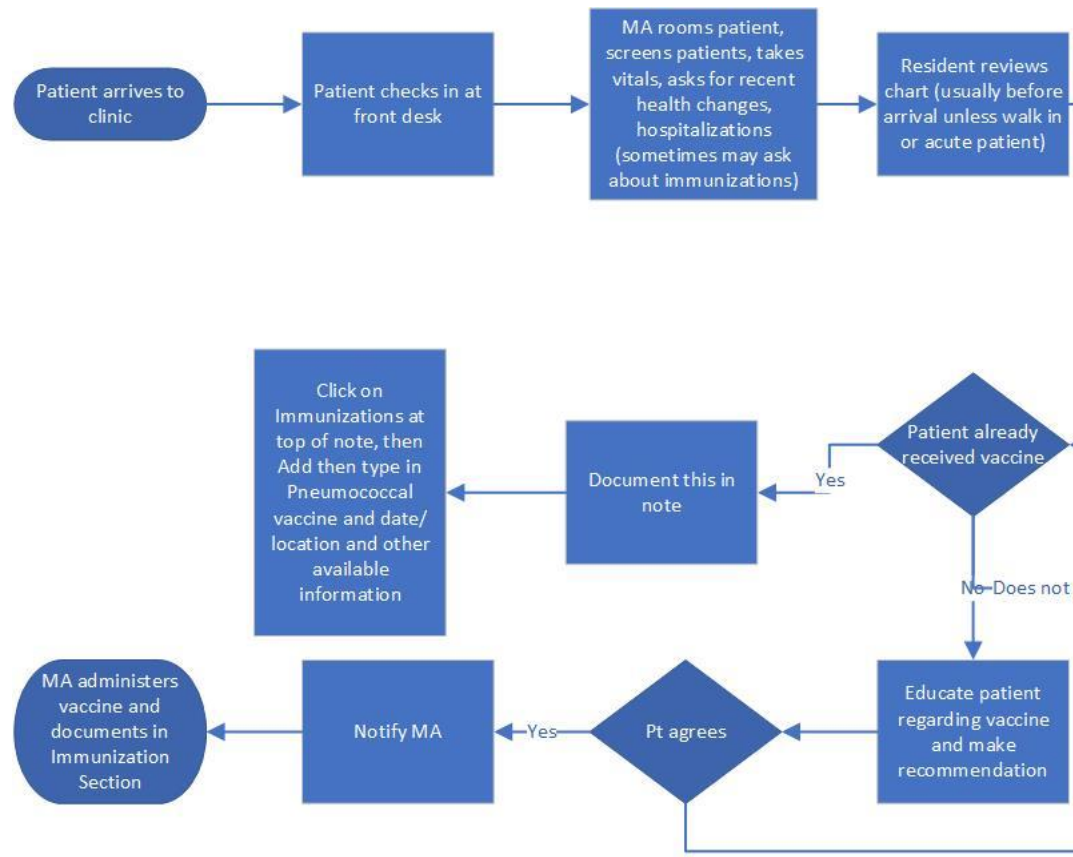 Patient arrives to
clinic
Patient checks in at
front desk
MA rooms patient,
screens patients, takes
vitals, asks for recent
health changes,
hospitalizations
(sometimes may ask
about immunizations)
Resident reviews
chart (usually before
arrival unless walk in
or acute patient)
Patient already
received vaccine
Yes
Document this in
note
Click on
Immunizations at
top of note, then
Add then type in
Pneumococcal
vaccine and date/
location and other
available
information
No Does not
Educate patient
regarding vaccine
and make
recommendation
Pt agrees
Yes
Notify MA
MA administers
vaccine and
documents in
Immunization
Section